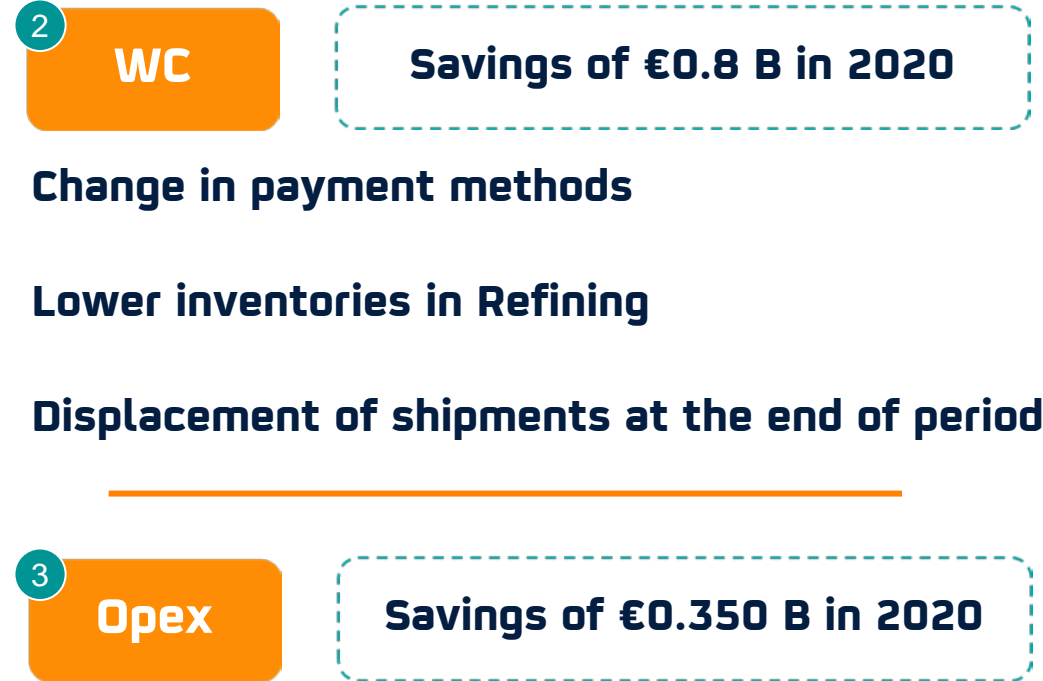 2
WC
Savings of €0.8 B in 2020
Change in payment methods
Lower inventories in Refining
Displacement of shipments at the end of period
3
Opex
Savings of €0.350 B in 2020